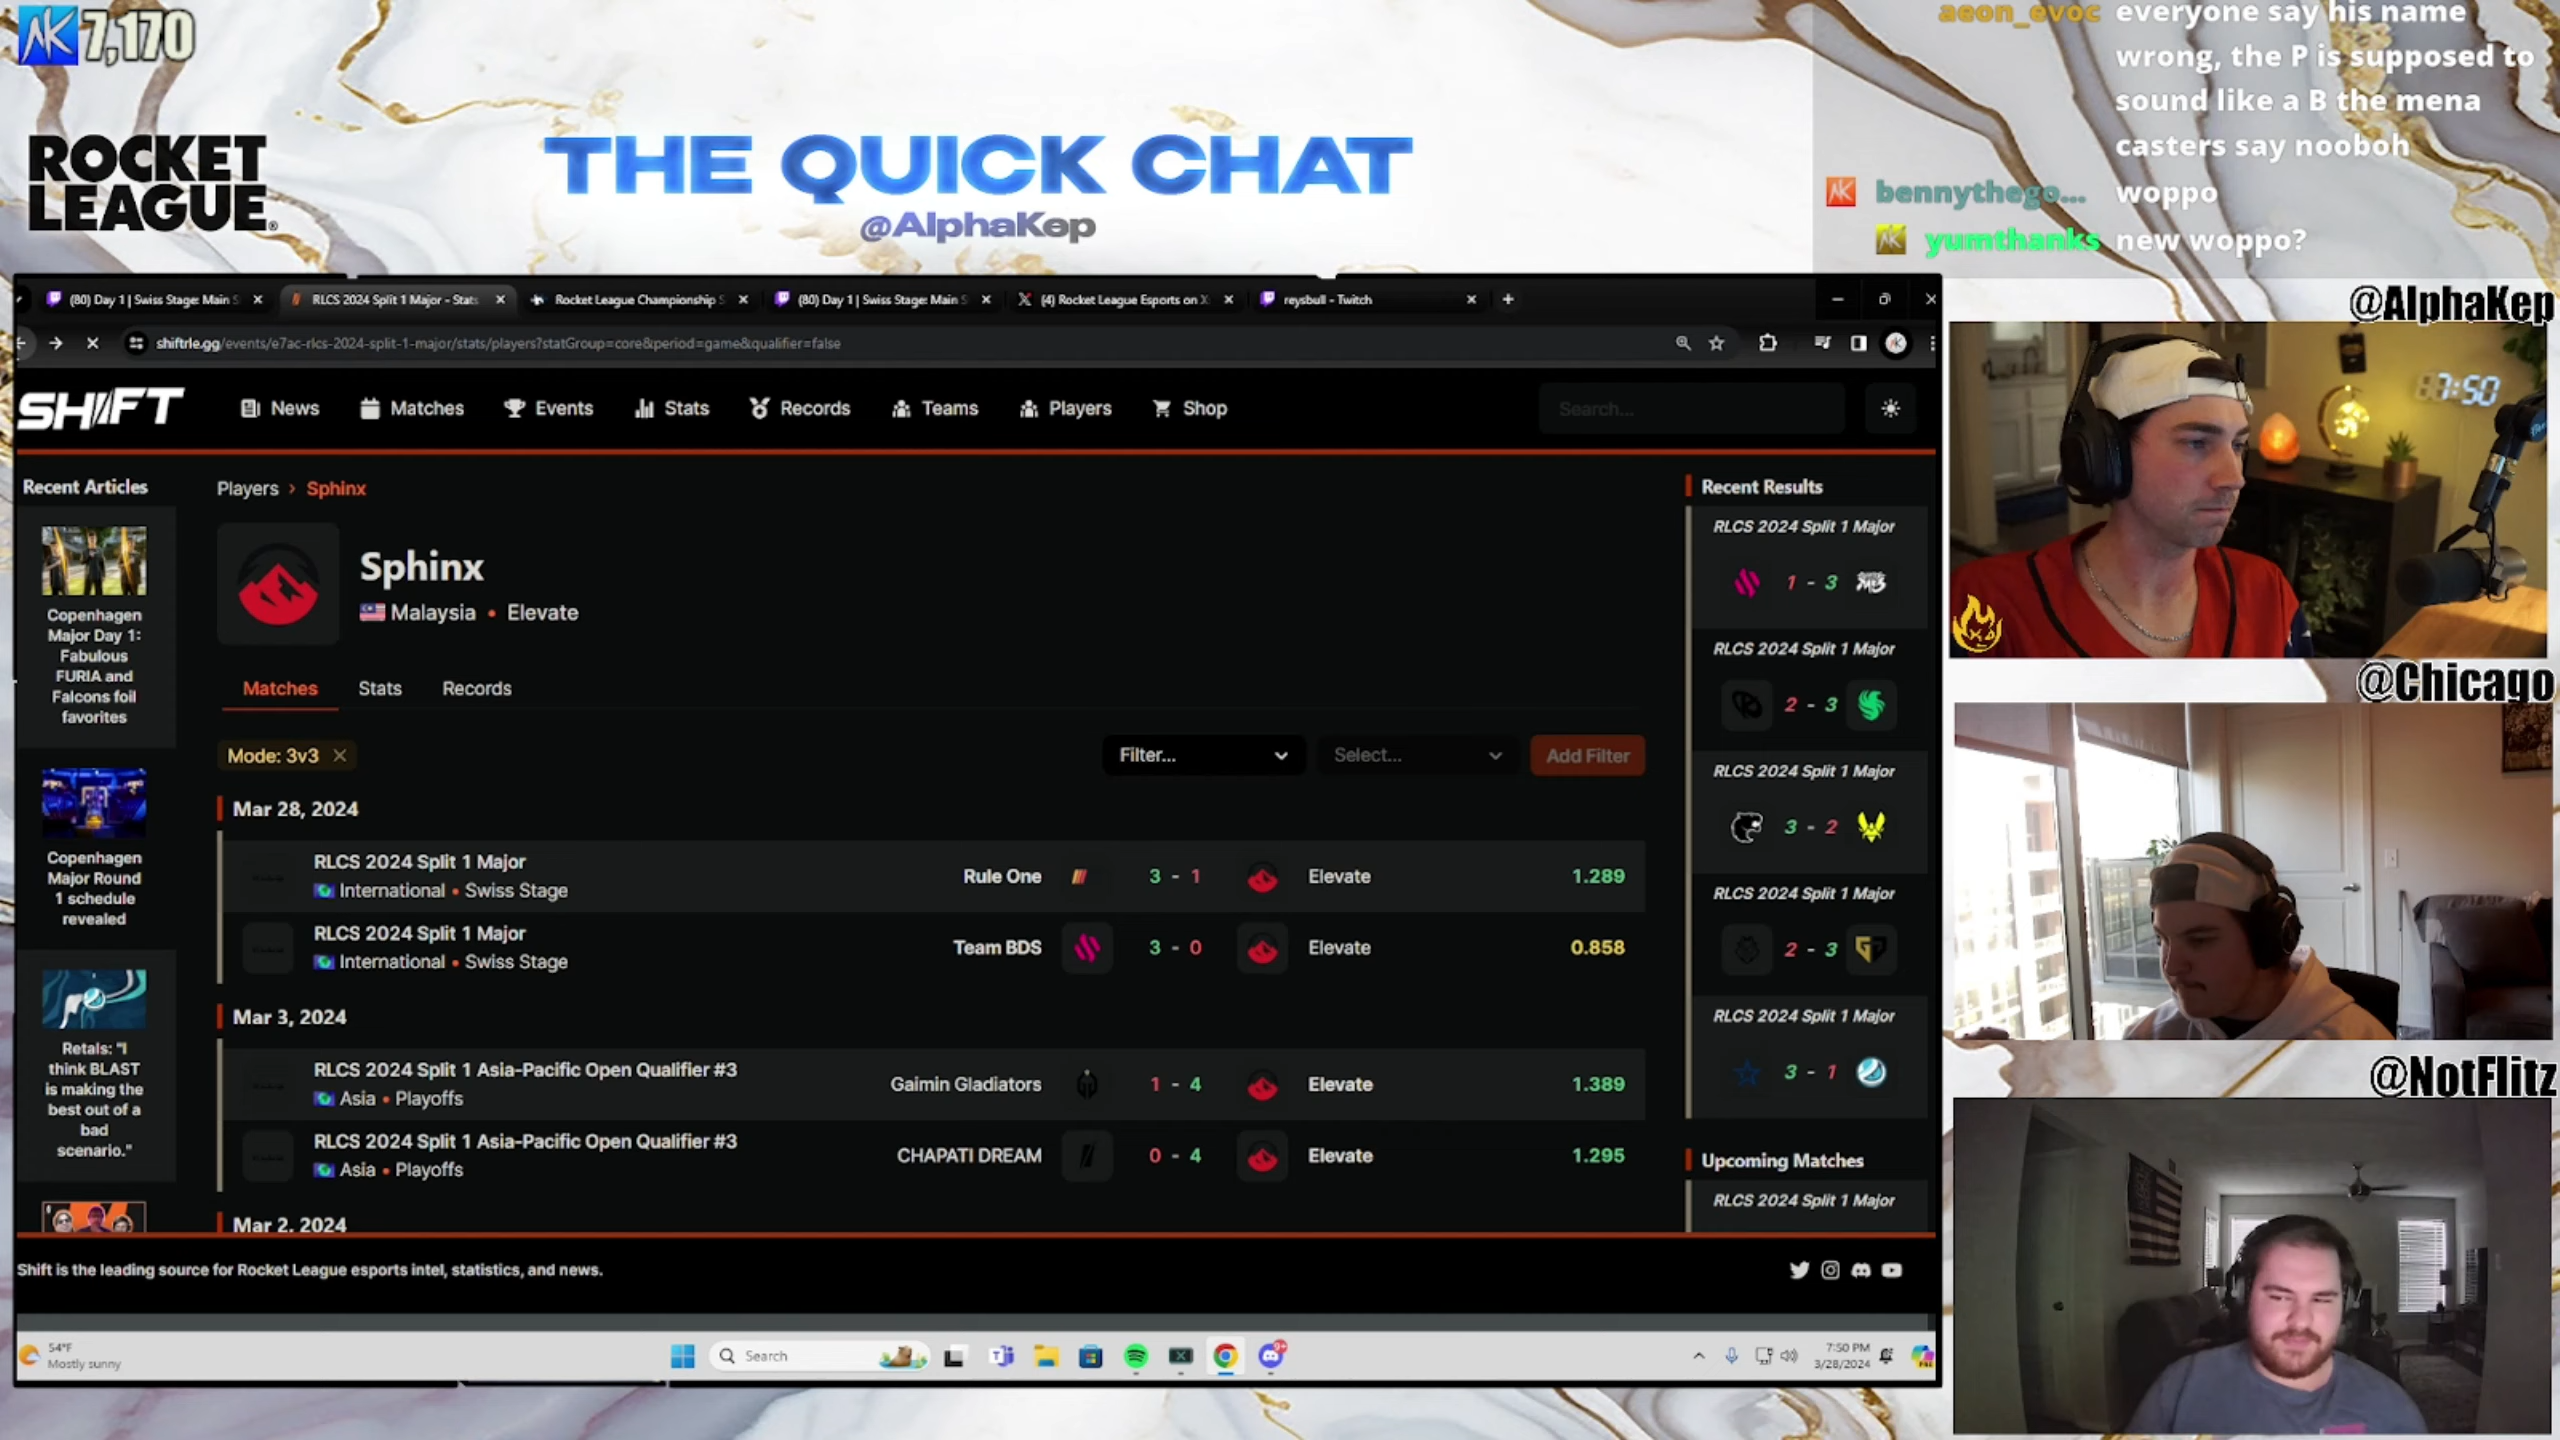 AK 7,170
ROCKET
LEAGUE®
THE QUICK CHAT
@AlphaKep
aeon_evoc everyone say his name
wrong, the P is supposed to
sound like a B the mena
casters say nooboh
AK bennythego... woppo
AK yumthanks new woppo?
(80) Day 1 | Swiss Stage: Main S
RLCS 2024 Split 1 Major - Stats
Rocket League Championship S
(80) Day 1 | Swiss Stage: Main S
(4) Rocket League Esports on X
reysbull - Twitch
shiftrle.gg/events/e7ac-rlcs-2024-split-1-major/stats/players?statGroup=core&period=game&qualifier=false
SHIFT
News
Matches
Events
Stats
Records
Teams
Players
Shop
Search...
Recent Articles
Copenhagen
Major Day 1:
Fabulous
FURIA and
Falcons foil
favorites
Copenhagen
Major Round
1 schedule
revealed
Retals: "I
think BLAST
is making the
best out of a
bad
scenario."
Players > Sphinx
Sphinx
Malaysia • Elevate
Matches
Stats
Records
Mode: 3v3
Filter...
Select...
Add Filter
Mar 28, 2024
RLCS 2024 Split 1 Major
International • Swiss Stage
Rule One 3 - 1 Elevate 1.289
RLCS 2024 Split 1 Major
International • Swiss Stage
Team BDS 3 - 0 Elevate 0.858
Mar 3, 2024
RLCS 2024 Split 1 Asia-Pacific Open Qualifier #3
Asia • Playoffs
Gaimin Gladiators 1 - 4 Elevate 1.389
RLCS 2024 Split 1 Asia-Pacific Open Qualifier #3
Asia • Playoffs
CHAPATI DREAM 0 - 4 Elevate 1.295
Mar 2, 2024
Recent Results
RLCS 2024 Split 1 Major
1 - 3
RLCS 2024 Split 1 Major
2 - 3
RLCS 2024 Split 1 Major
3 - 2
RLCS 2024 Split 1 Major
2 - 3
RLCS 2024 Split 1 Major
3 - 1
Upcoming Matches
RLCS 2024 Split 1 Major
Shift is the leading source for Rocket League esports intel, statistics, and news.
54°F
Mostly sunny
Search
7:50 PM
3/28/2024
@AlphaKep
7:50
@Chicago
@NotFlitz